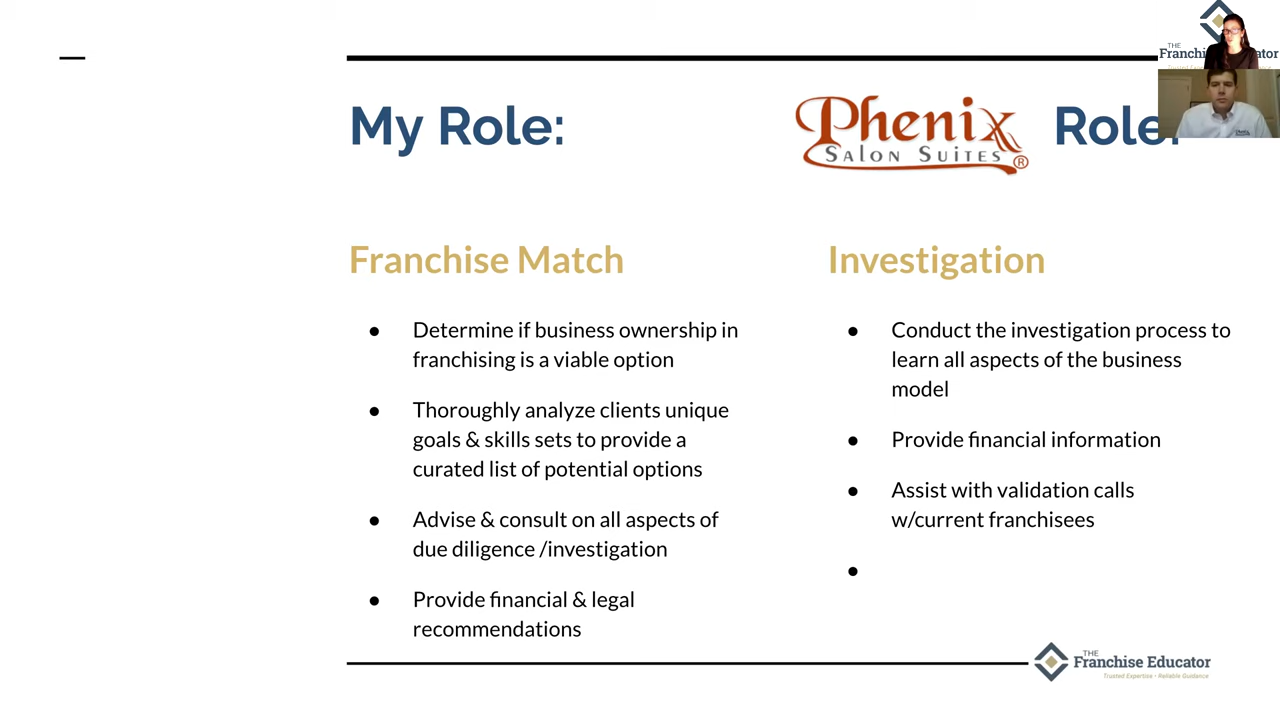 THE
Franchise Educator
My Role:
Phenix
SALON SUITES®
Role:
Franchise Match
● Determine if business ownership in
franchising is a viable option
● Thoroughly analyze clients unique
goals & skills sets to provide a
curated list of potential options
● Advise & consult on all aspects of
due diligence /investigation
● Provide financial & legal
recommendations
Investigation
● Conduct the investigation process to
learn all aspects of the business
model
● Provide financial information
● Assist with validation calls
w/current franchisees
●
THE
Franchise Educator
Trusted Expertise • Reliable Guidance